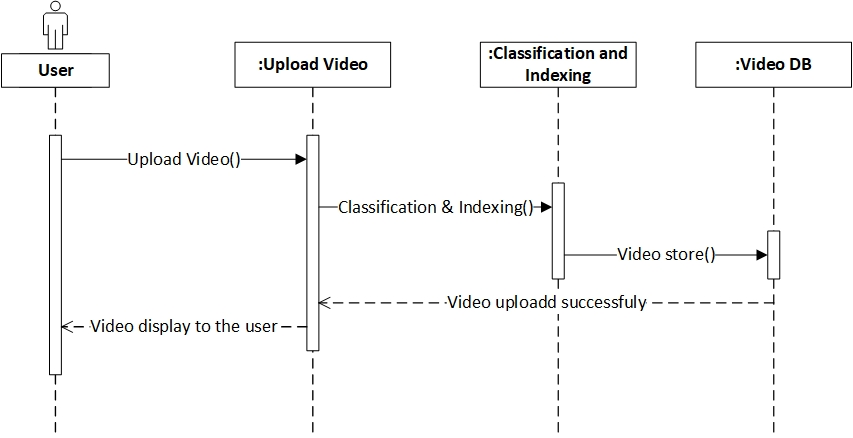 User
:Upload Video
:Classification and
Indexing
:Video DB
Upload Video()
Classification & Indexing()
Video store()
Video uploadd successfuly
Video display to the user